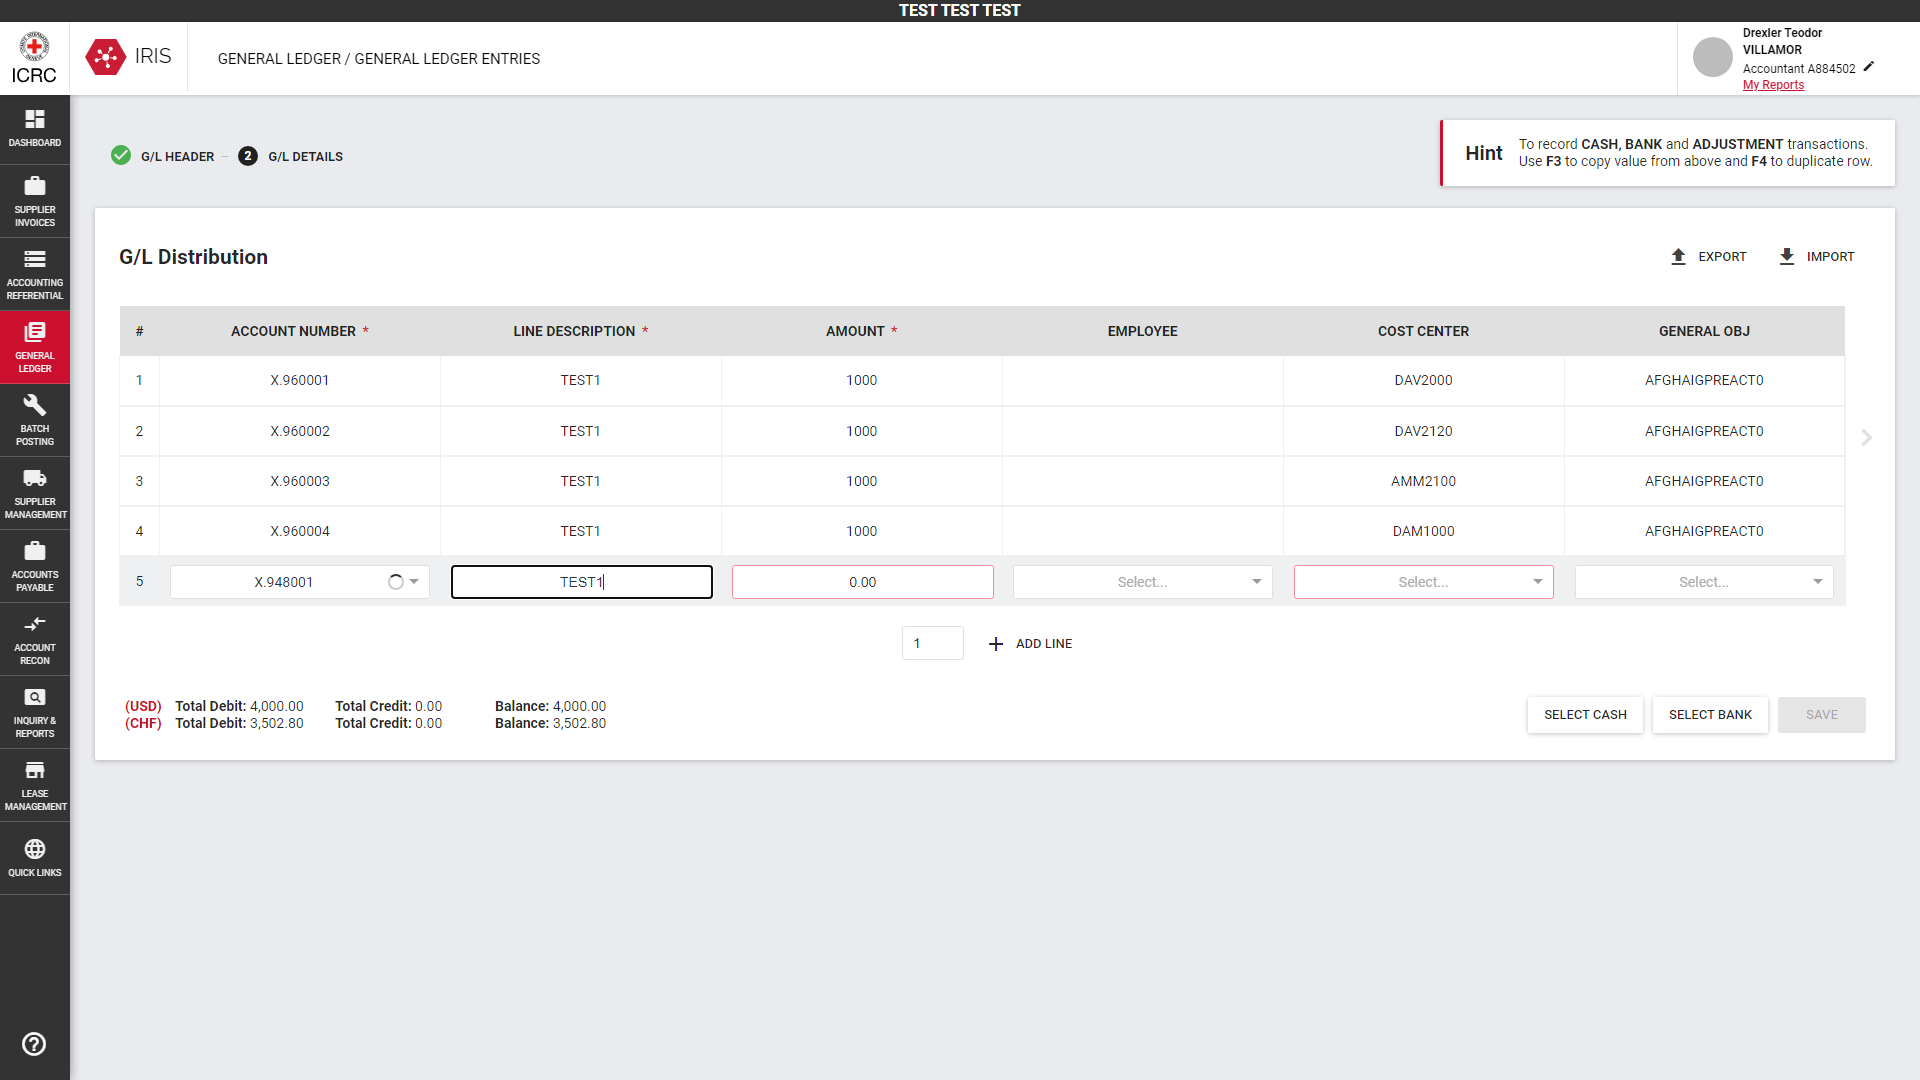 TEST TEST TEST
ICRC
IRIS
GENERAL LEDGER / GENERAL LEDGER ENTRIES
Drexler Teodor
VILLAMOR
Accountant A884502
My Reports
DASHBOARD
SUPPLIER
INVOICES
ACCOUNTING
REFERENTIAL
GENERAL
LEDGER
BATCH
POSTING
SUPPLIER
MANAGEMENT
ACCOUNTS
PAYABLE
ACCOUNT
RECON
INQUIRY &
REPORTS
LEASE
MANAGEMENT
QUICK LINKS
G/L HEADER – 2 G/L DETAILS
Hint
To record CASH, BANK and ADJUSTMENT transactions.
Use F3 to copy value from above and F4 to duplicate row.
G/L Distribution
EXPORT IMPORT
# ACCOUNT NUMBER * LINE DESCRIPTION * AMOUNT * EMPLOYEE COST CENTER GENERAL OBJ
1 X.960001 TEST1 1000 DAV2000 AFGHAIGPREACT0
2 X.960002 TEST1 1000 DAV2120 AFGHAIGPREACT0
3 X.960003 TEST1 1000 AMM2100 AFGHAIGPREACT0
4 X.960004 TEST1 1000 DAM1000 AFGHAIGPREACT0
5 X.948001 TEST1 0.00 Select... Select... Select...
1 ADD LINE
(USD) Total Debit: 4,000.00 Total Credit: 0.00 Balance: 4,000.00
(CHF) Total Debit: 3,502.80 Total Credit: 0.00 Balance: 3,502.80
SELECT CASH SELECT BANK SAVE